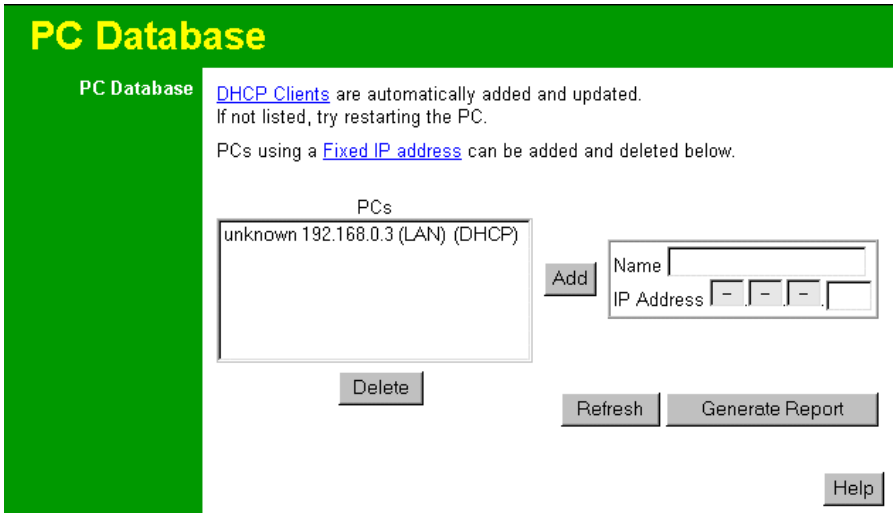 PC Database
PC Database
DHCP Clients are automatically added and updated.
If not listed, try restarting the PC.
PCs using a Fixed IP address can be added and deleted below.
PCs
unknown 192.168.0.3 (LAN) (DHCP)
Add
Name
IP Address - . - . - .
Delete
Refresh
Generate Report
Help